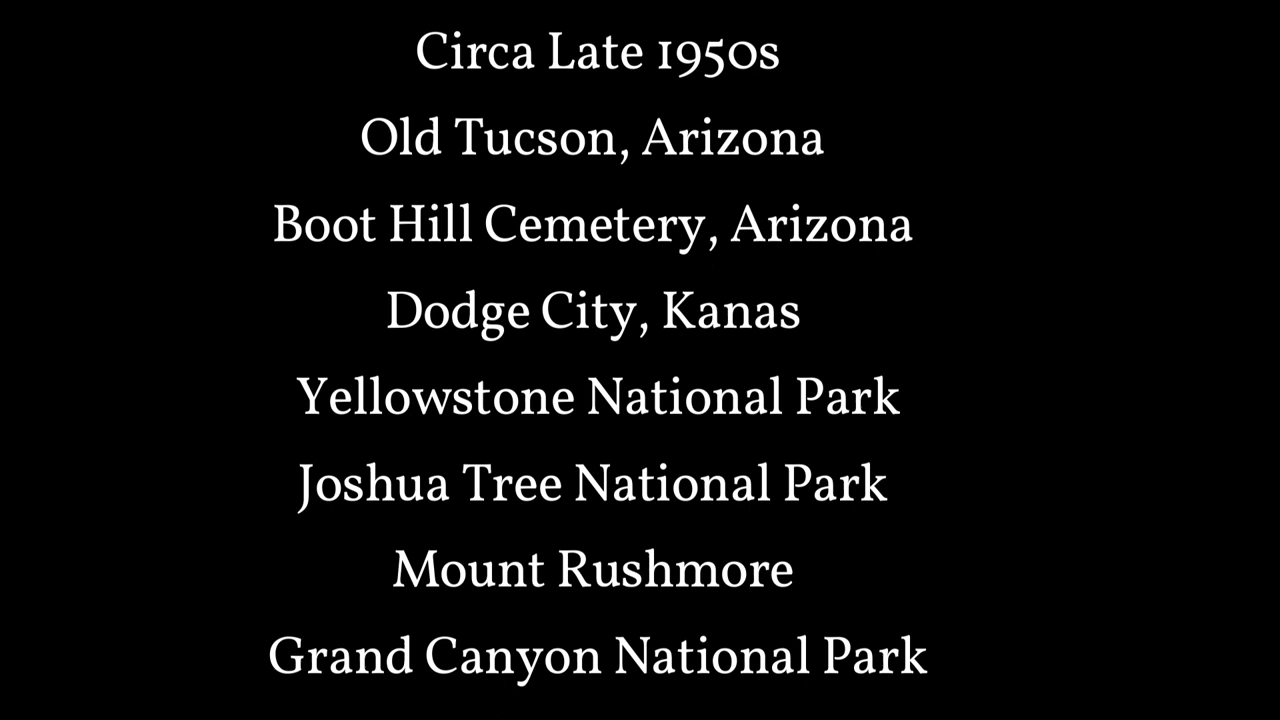 Circa Late 1950s
Old Tucson, Arizona
Boot Hill Cemetery, Arizona
Dodge City, Kanas
Yellowstone National Park
Joshua Tree National Park
Mount Rushmore
Grand Canyon National Park